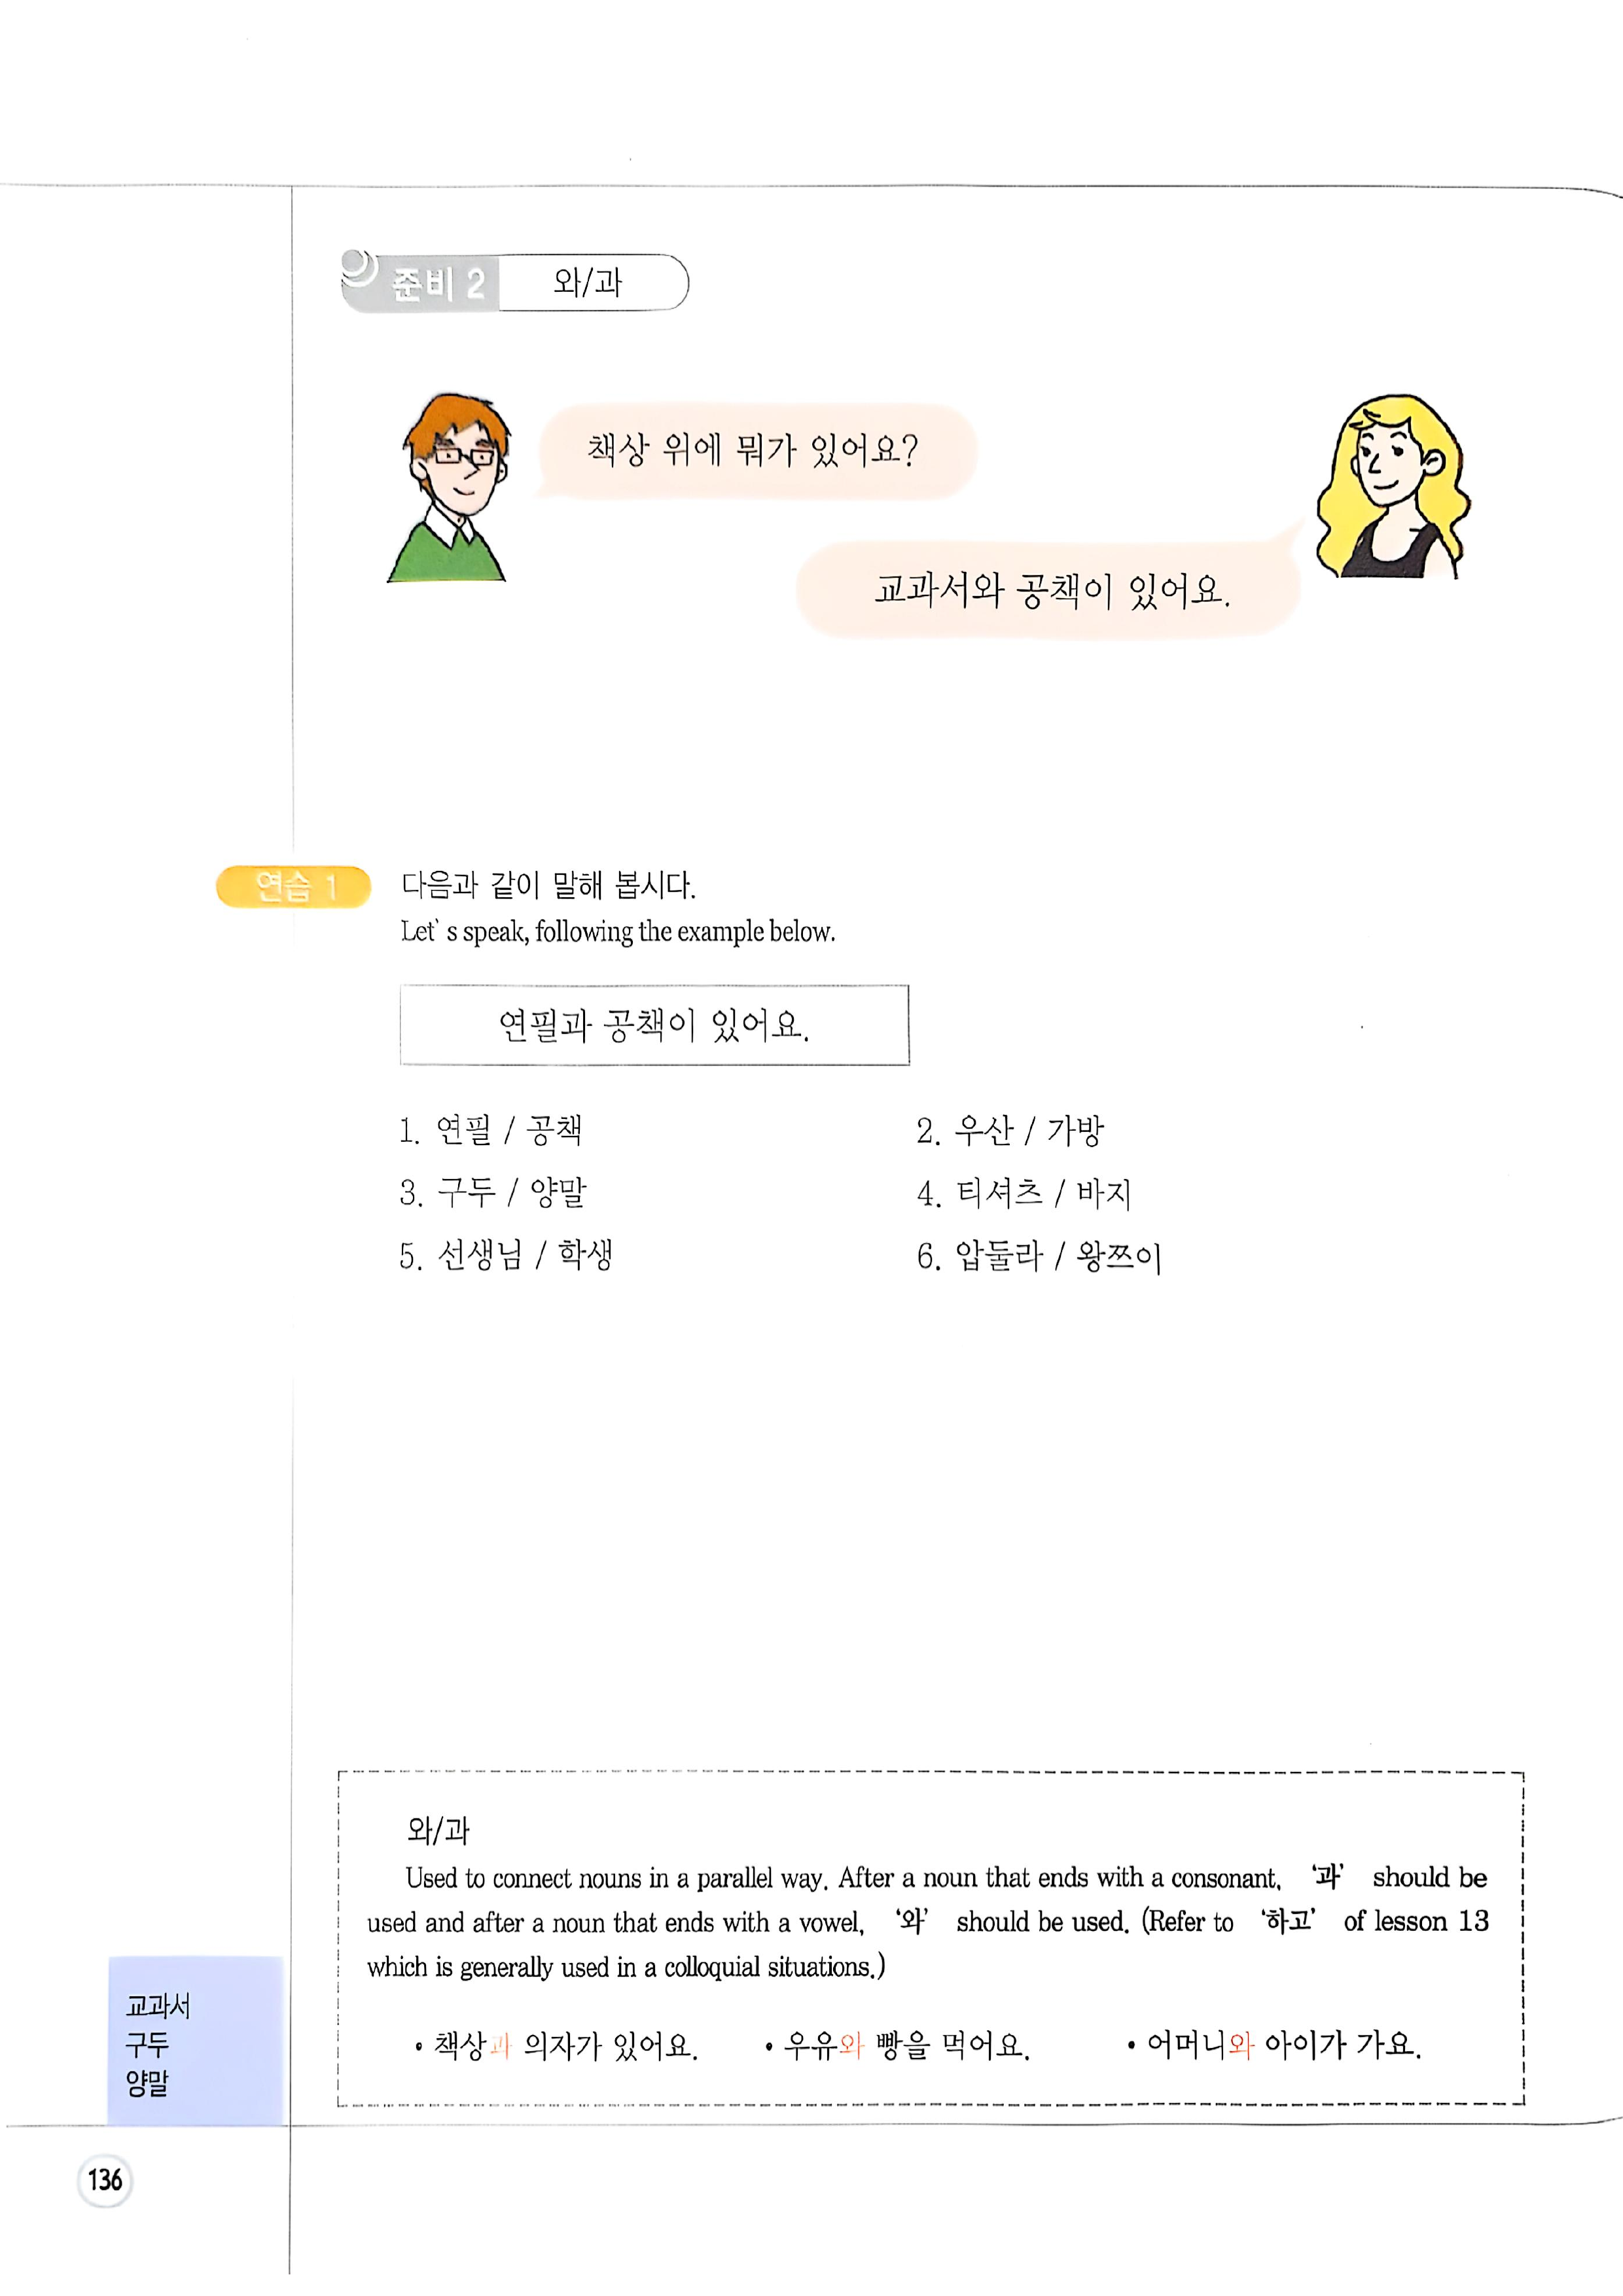 준비 2 와/과
책상 위에 뭐가 있어요?
교과서와 공책이 있어요.
연습 1 다음과 같이 말해 봅시다.
Let's speak, following the example below.
연필과 공책이 있어요.
1. 연필 / 공책 2. 우산 / 가방
3. 구두 / 양말 4. 티셔츠 / 바지
5. 선생님 / 학생 6. 압둘라 / 왕쯔이
와/과
Used to connect nouns in a parallel way. After a noun that ends with a consonant, '과' should be
used and after a noun that ends with a vowel, '와' should be used. (Refer to '하고' of lesson 13
which is generally used in a colloquial situations.)
• 책상과 의자가 있어요. • 우유와 빵을 먹어요. • 어머니와 아이가 가요.
교과서
구두
양말
136